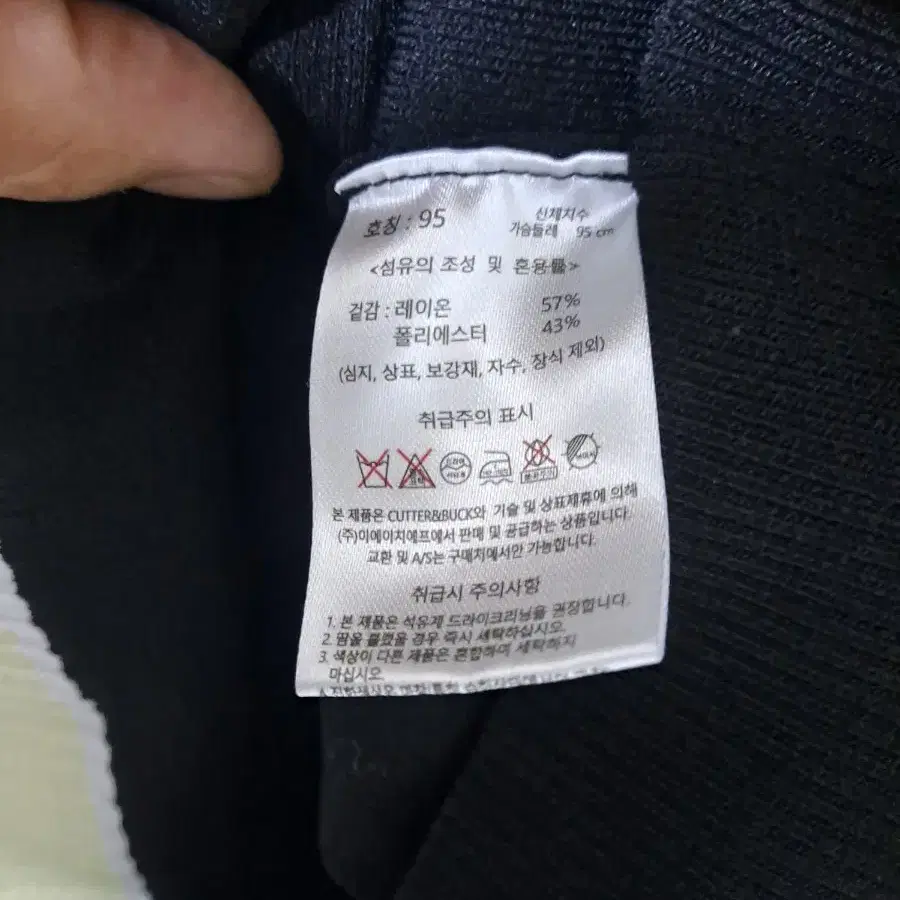 호칭 : 95 신체치수
가슴둘레 95 cm
<섬유의 조성 및 혼용률>
겉감 : 레이온 57%
폴리에스터 43%
(심지, 상표, 보강재, 자수, 장식 제외)
취급주의 표시
드라이
석유계
본 제품은 CUTTER&BUCK와 기술 및 상표제휴에 의해
(주)이에이치에프에서 판매 및 공급하는 상품입니다.
교환 및 A/S는 구매처에서만 가능합니다.
취급시 주의사항
1. 본 제품은 석유계 드라이크리닝을 권장합니다.
2. 땀을 흘렸을 경우 즉시 세탁하십시오.
3. 색상이 다른 제품은 혼합하여 세탁하지
마십시오.